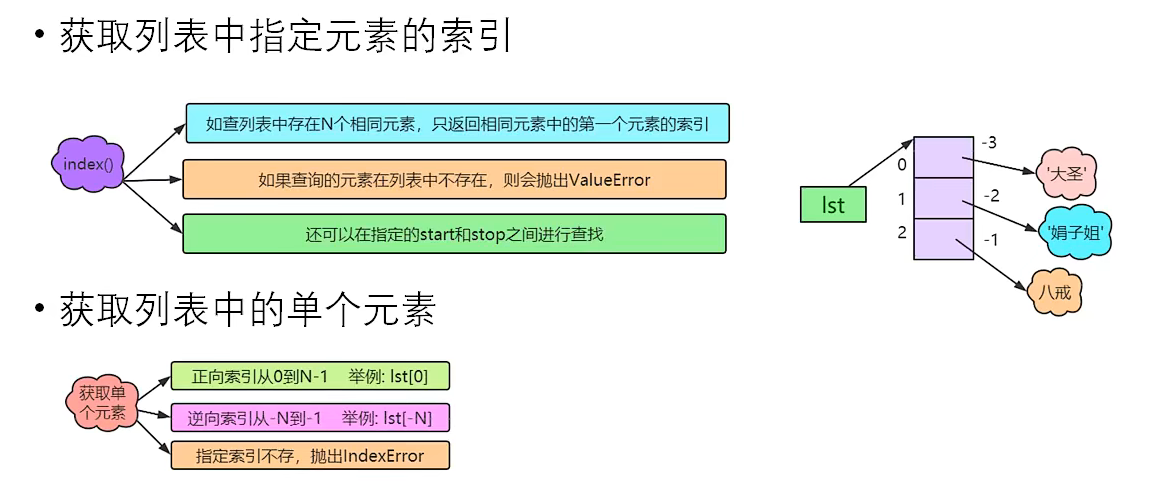 • 获取列表中指定元素的索引
index()
如查列表中存在N个相同元素，只返回相同元素中的第一个元素的索引
如果查询的元素在列表中不存在，则会抛出ValueError
还可以在指定的start和stop之间进行查找
lst
0
1
2
-3
-2
-1
'大圣'
'娟子姐'
八戒
• 获取列表中的单个元素
获取单
个元素
正向索引从0到N-1 举例: lst[0]
逆向索引从-N到-1 举例: lst[-N]
指定索引不存，抛出IndexError